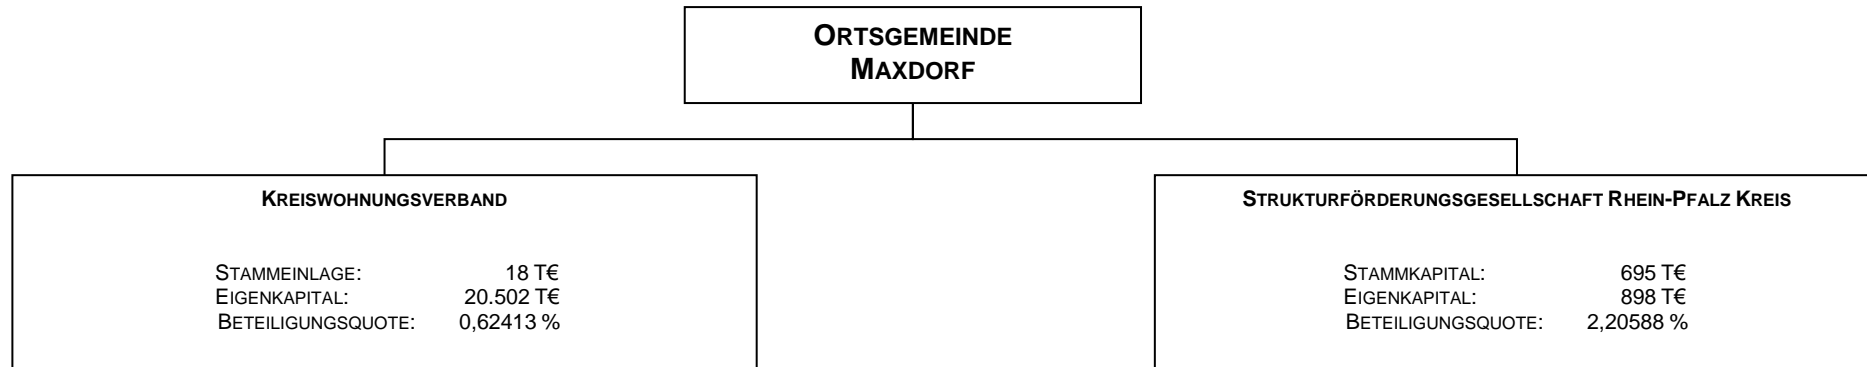 ORTSGEMEINDE
MAXDORF
KREISWOHNUNGSVERBAND
STAMMEINLAGE: 18 T€
EIGENKAPITAL: 20.502 T€
BETEILIGUNGSQUOTE: 0,62413 %
STRUKTURFÖRDERUNGSGESELLSCHAFT RHEIN-PFALZ KREIS
STAMMKAPITAL: 695 T€
EIGENKAPITAL: 898 T€
BETEILIGUNGSQUOTE: 2,20588 %